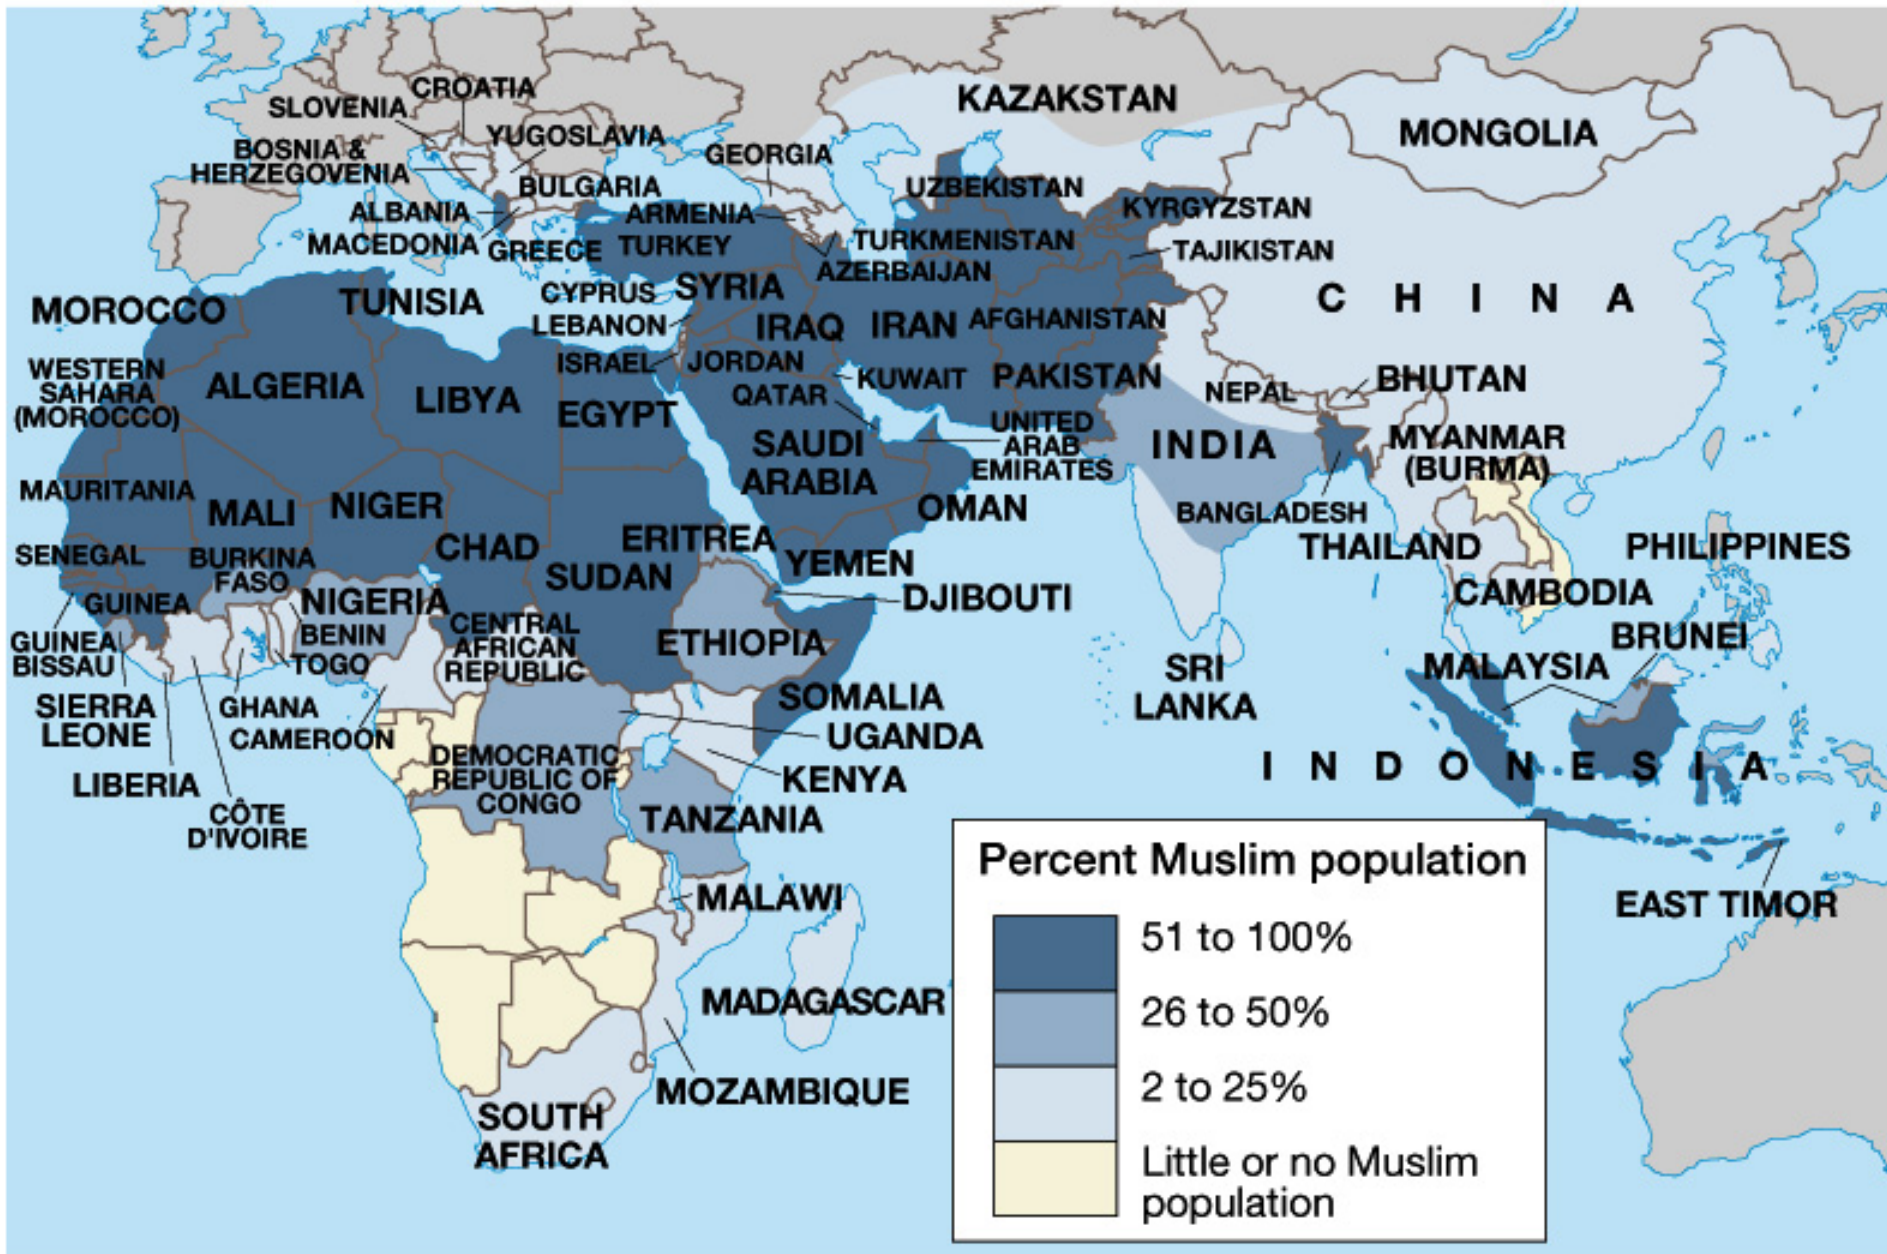 CROATIA
SLOVENIA
YUGOSLAVIA
BOSNIA &
HERZEGOVENIA
GEORGIA
BULGARIA
ALBANIA
ARMENIA
MACEDONIA
GREECE
TURKEY
KAZAKSTAN
MONGOLIA
UZBEKISTAN
KYRGYZSTAN
TURKMENISTAN
TAJIKISTAN
AZERBAIJAN
MOROCCO
TUNISIA
CYPRUS
SYRIA
LEBANON
IRAQ
IRAN
AFGHANISTAN
CHINA
WESTERN
SAHARA
(MOROCCO)
ALGERIA
LIBYA
EGYPT
ISRAEL
JORDAN
KUWAIT
PAKISTAN
QATAR
NEPAL
BHUTAN
SAUDI
ARABIA
UNITED
ARAB
EMIRATES
INDIA
MYANMAR
(BURMA)
MAURITANIA
MALI
NIGER
CHAD
SUDAN
ERITREA
YEMEN
OMAN
BANGLADESH
THAILAND
PHILIPPINES
SENEGAL
BURKINA
FASO
GUINEA
NIGERIA
BENIN
TOGO
CENTRAL
AFRICAN
REPUBLIC
ETHIOPIA
DJIBOUTI
CAMBODIA
BRUNEI
MALAYSIA
GUINEA
BISSAU
SIERRA
LEONE
GHANA
CAMEROON
LIBERIA
CÔTE
D'IVOIRE
SOMALIA
UGANDA
KENYA
DEMOCRATIC
REPUBLIC OF
CONGO
TANZANIA
SRI
LANKA
INDONESIA
MALAWI
MADAGASCAR
MOZAMBIQUE
SOUTH
AFRICA
EAST TIMOR
Percent Muslim population
51 to 100%
26 to 50%
2 to 25%
Little or no Muslim
population